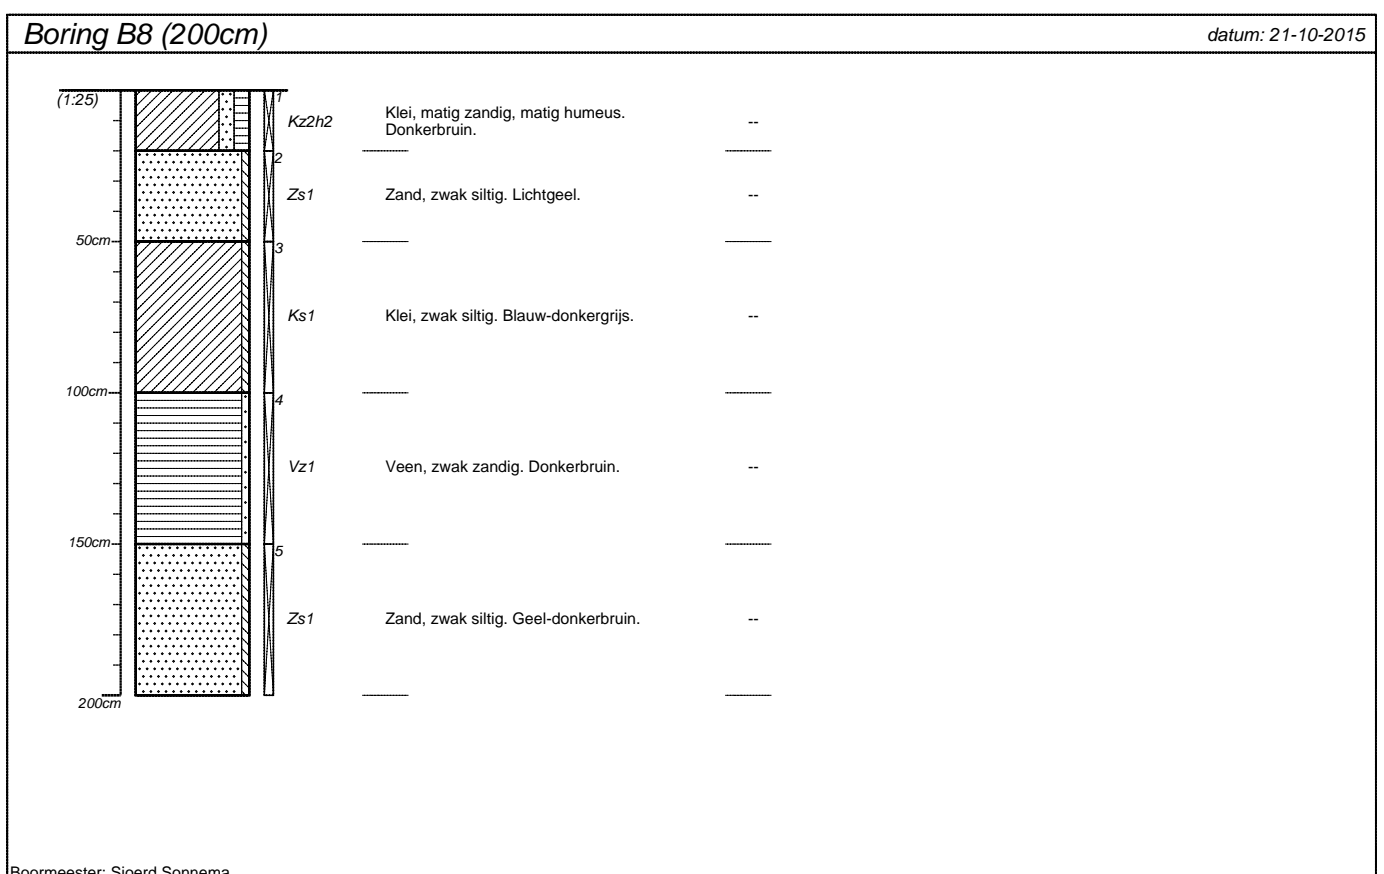 Boring B8 (200cm)
datum: 21-10-2015
(1:25)
1
Kz2h2
Klei, matig zandig, matig humeus.
Donkerbruin.
--
2
Zs1
Zand, zwak siltig. Lichtgeel.
--
50cm
3
Ks1
Klei, zwak siltig. Blauw-donkergrijs.
--
100cm
4
Vz1
Veen, zwak zandig. Donkerbruin.
--
150cm
5
Zs1
Zand, zwak siltig. Geel-donkerbruin.
--
200cm
Boormeester: Sjoerd Sonnema